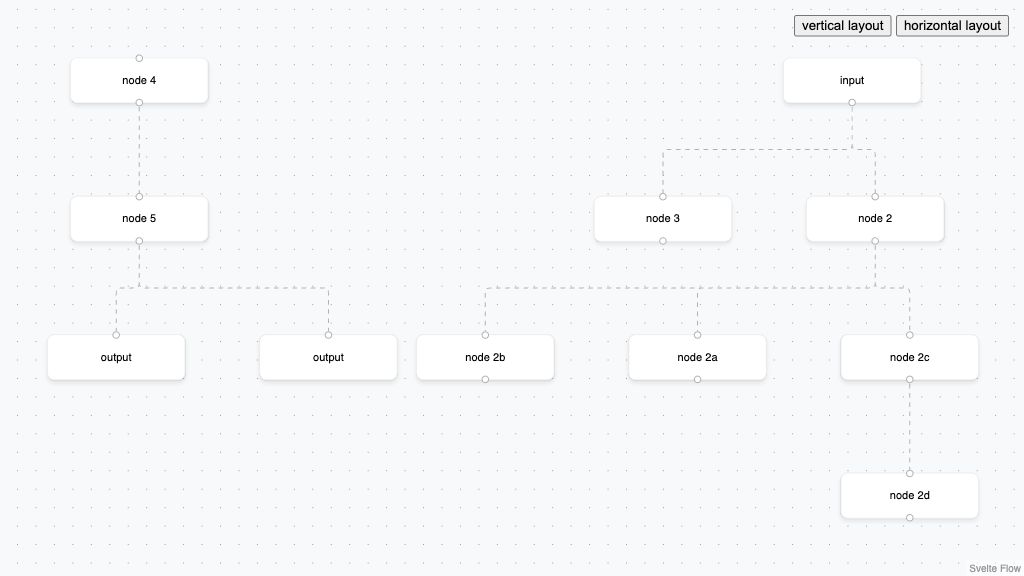 vertical layout
horizontal layout
node 4
input
node 5
node 3
node 2
output
output
node 2b
node 2a
node 2c
node 2d
Svelte Flow